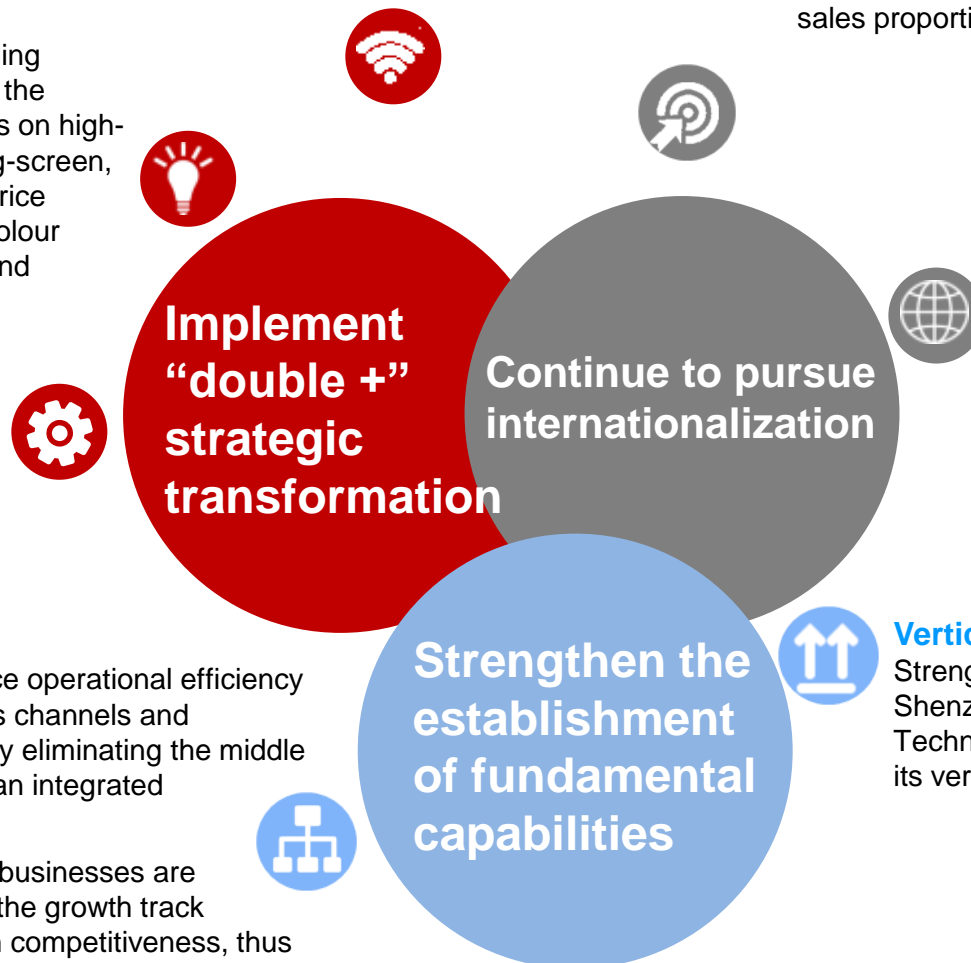 sales proporti
ing
the
s on high-
g-screen,
rice
olour
nd
Implement
“double +”
strategic
transformation
Continue to pursue
internationalization
Strengthen the
establishment
of fundamental
capabilities
ce operational efficiency
s channels and
y eliminating the middle
an integrated
businesses are
the growth track
n competitiveness, thus
Vertic
Streng
Shenz
Techn
its ver